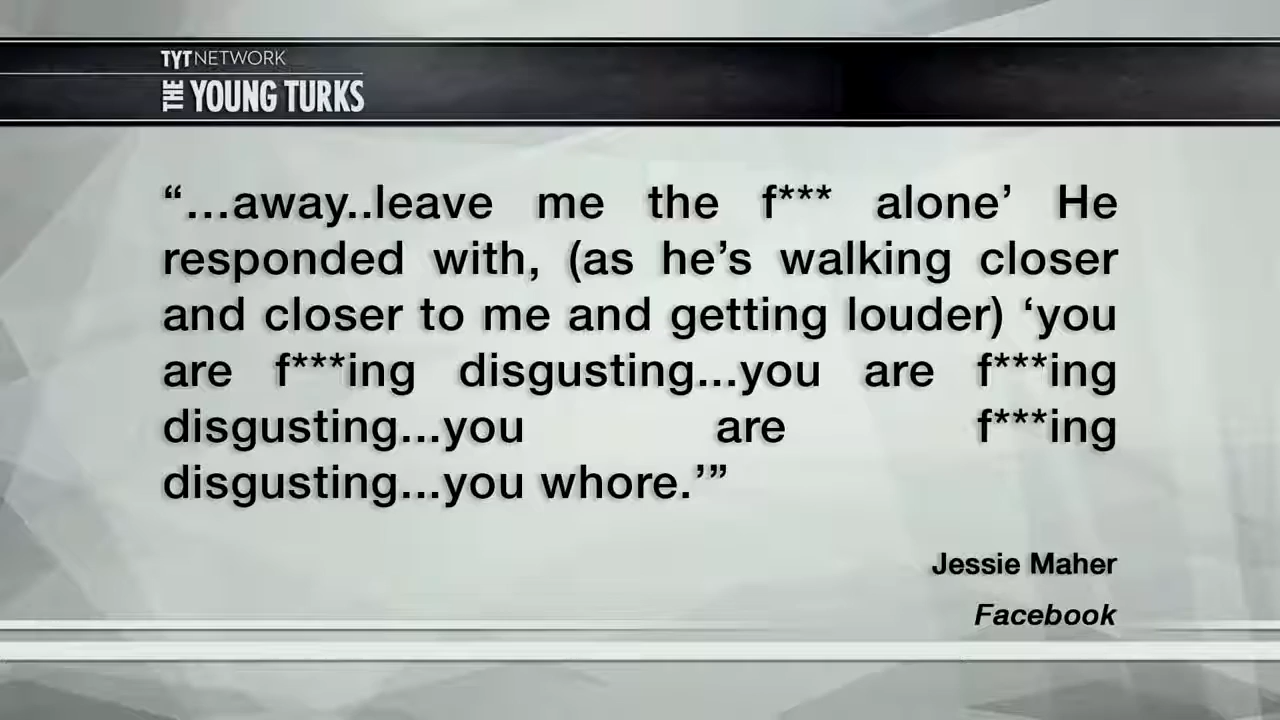 TYT NETWORK
THE YOUNG TURKS
“...away..leave me the f*** alone’ He
responded with, (as he’s walking closer
and closer to me and getting louder) ‘you
are f***ing disgusting...you are f***ing
disgusting...you are f***ing
disgusting...you whore.’”
Jessie Maher
Facebook